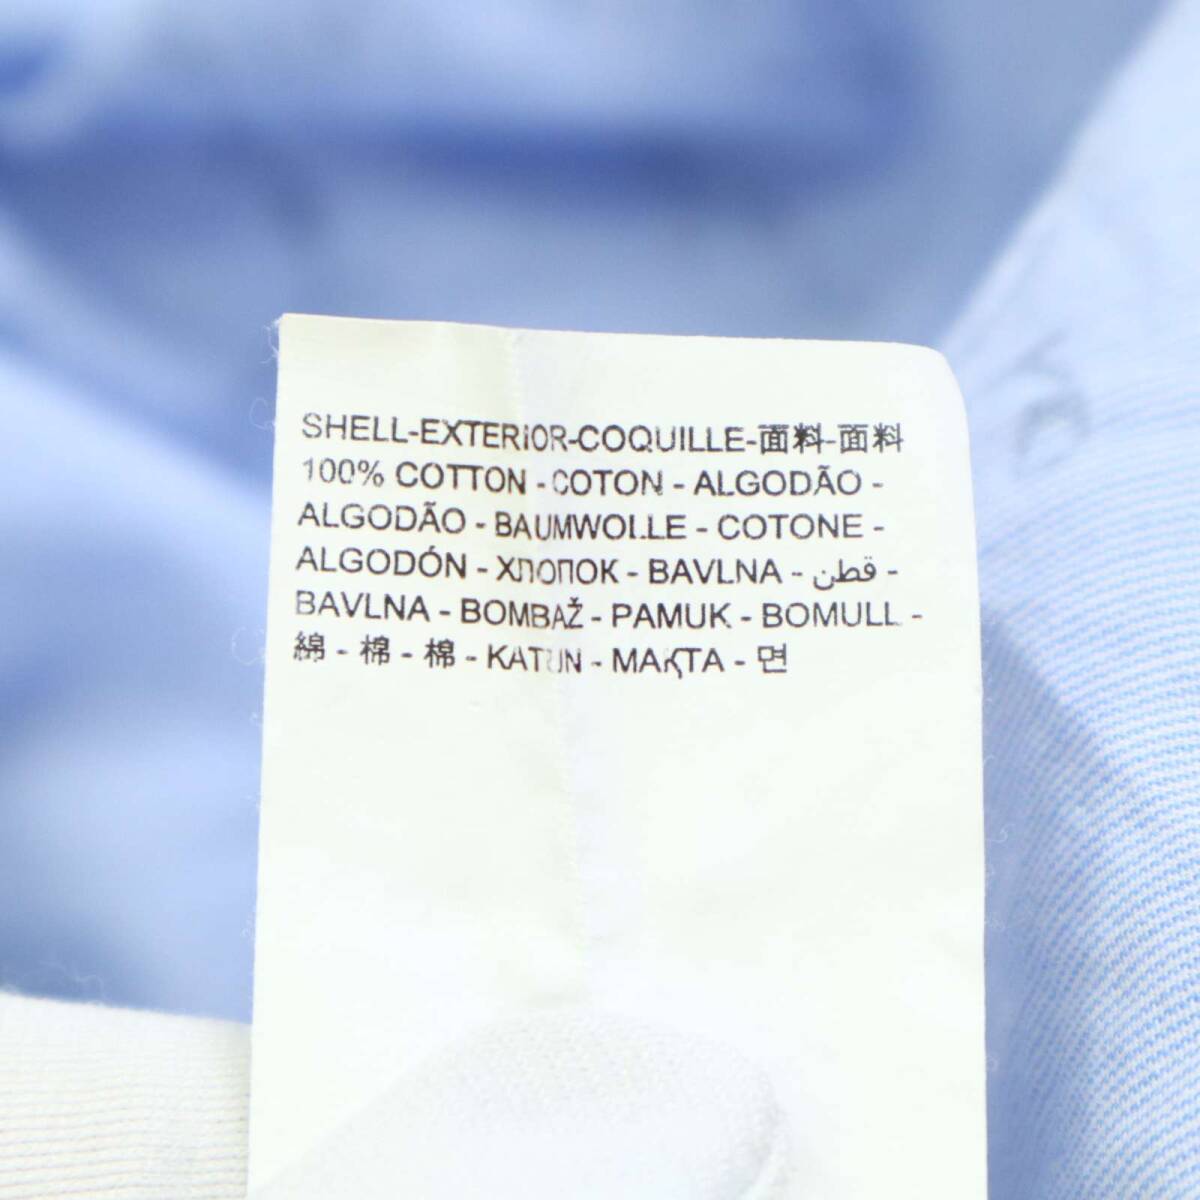 SHELL-EXTERIOR-COQUILLE-面料-面料
100% COTTON - COTON - ALGODÃO -
ALGODÃO - BAUMWOLLE - COTONE -
ALGODÓN - ХЛОПОК - BAVLNA - قطن -
BAVLNA - BOMBAŽ - PAMUK - BOMULL -
綿 - 棉 - 棉 - KATUN - МАҚТА - 면